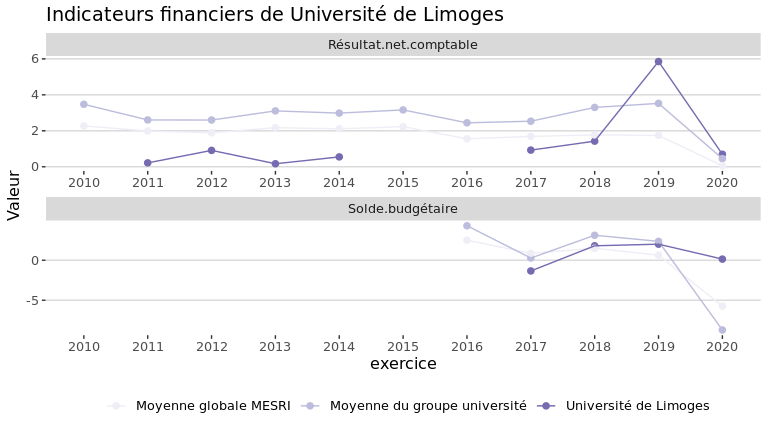 Indicateurs financiers de Université de Limoges
Résultat.net.comptable
6
4
2
0
2010 2011 2012 2013 2014 2015 2016 2017 2018 2019 2020
Valeur
Solde.budgétaire
0
-5
2010 2011 2012 2013 2014 2015 2016 2017 2018 2019 2020
exercice
Moyenne globale MESRI Moyenne du groupe université Université de Limoges